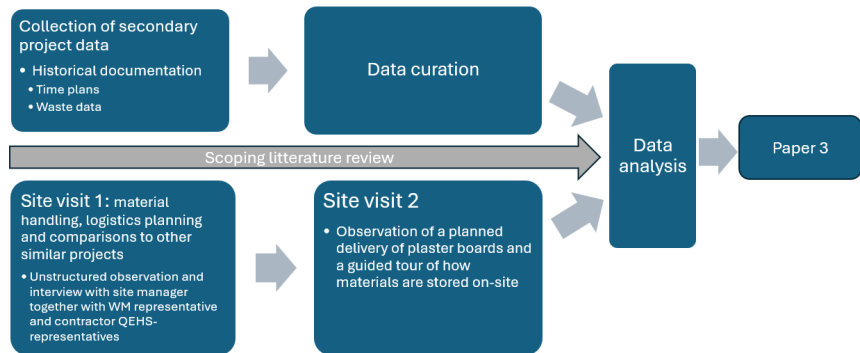 Collection of secondary
project data
• Historical documentation
• Time plans
• Waste data
Data curation
Scoping litterature review
Site visit 1: material
handling, logistics planning
and comparisons to other
similar projects
• Unstructured observation and
interview with site manager
together with WM representative
and contractor QEHS-
representatives
Site visit 2
• Observation of a planned
delivery of plaster boards and
a guided tour of how
materials are stored on-site
Data
analysis
Paper 3